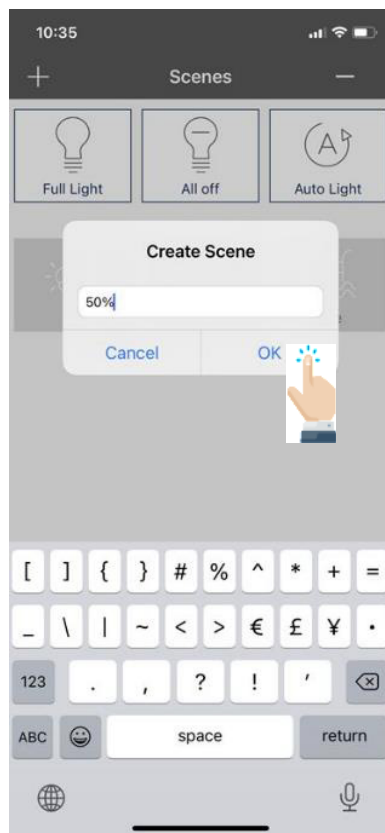 10:35
Scenes
Full Light
All off
Auto Light
Create Scene
50%
Cancel
OK
[ ] { } # % ^ * + =
_ \ | ~ < > € £ ¥ •
123 . , ? ! ' 
ABC space return